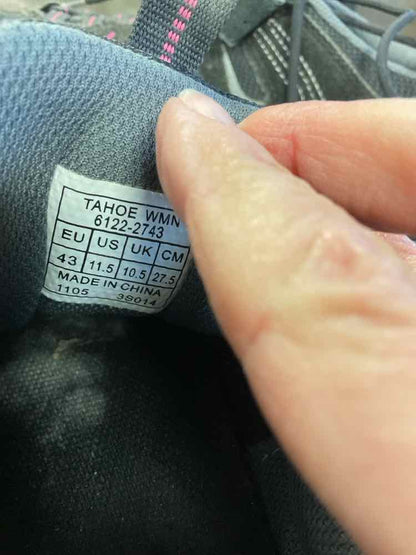 TAHOE WMN
6122-2743
EU US UK CM
43 11.5 10.5 27.5
MADE IN CHINA
1105 3S014